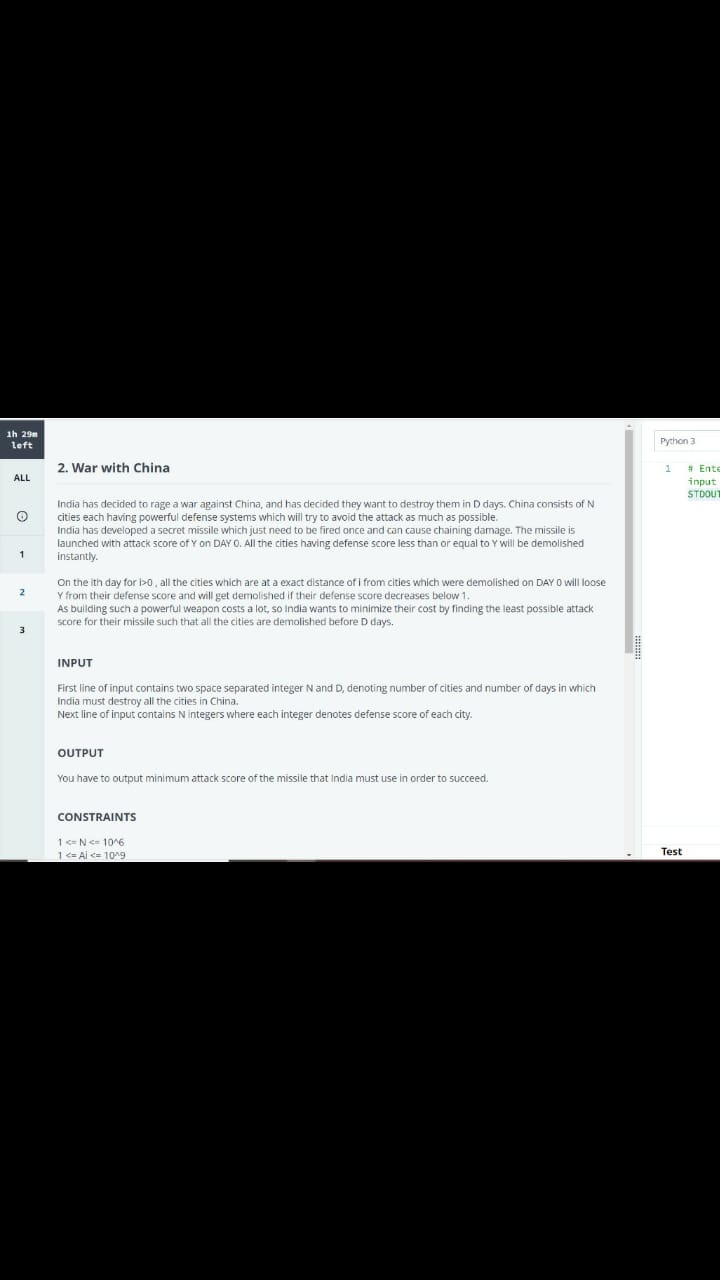 1h 29m
left
ALL
1
2
3
2. War with China
India has decided to rage a war against China, and has decided they want to destroy them in D days. China consists of N
cities each having powerful defense systems which will try to avoid the attack as much as possible.
India has developed a secret missile which just need to be fired once and can cause chaining damage. The missile is
launched with attack score of Y on DAY 0. All the cities having defense score less than or equal to Y will be demolished
instantly.
On the ith day for i>0 , all the cities which are at a exact distance of i from cities which were demolished on DAY 0 will loose
Y from their defense score and will get demolished if their defense score decreases below 1.
As building such a powerful weapon costs a lot, so India wants to minimize their cost by finding the least possible attack
score for their missile such that all the cities are demolished before D days.
INPUT
First line of input contains two space separated integer N and D, denoting number of cities and number of days in which
India must destroy all the cities in China.
Next line of input contains N integers where each integer denotes defense score of each city.
OUTPUT
You have to output minimum attack score of the missile that India must use in order to succeed.
CONSTRAINTS
1 <= N <= 10^6
1 <= Ai <= 10^9
Python 3
1 # Ente
input
STDOUT
Test